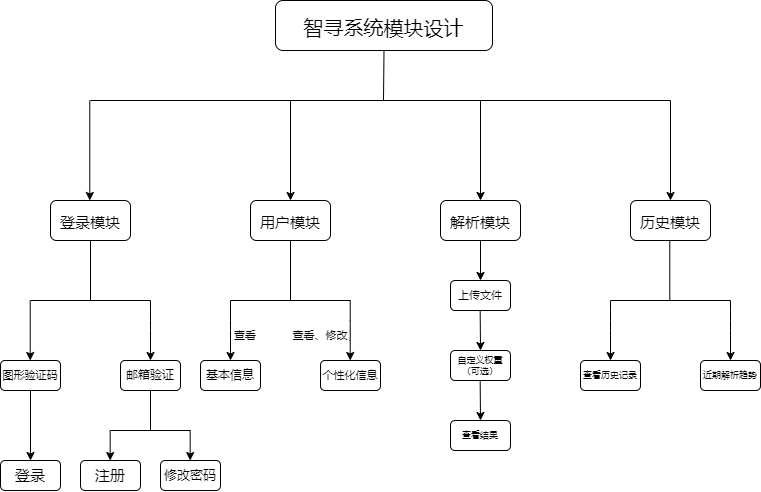 智寻系统模块设计
登录模块
用户模块
解析模块
历史模块
上传文件
查看
查看、修改
图形验证码
邮箱验证
基本信息
个性化信息
自定义权重
（可选）
查看历史记录
近期解析趋势
查看结果
登录
注册
修改密码